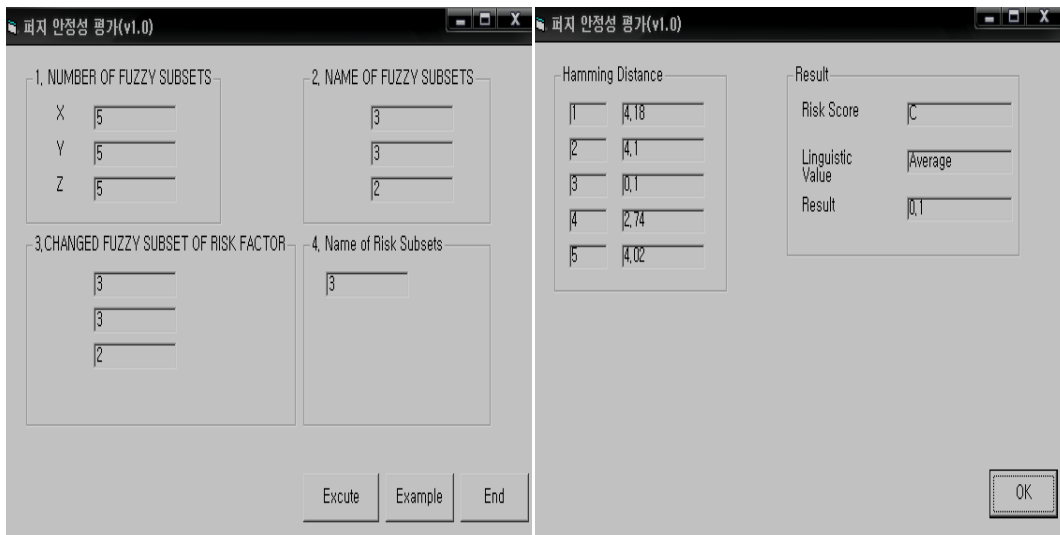 퍼지 안정성 평가(v1.0)
1, NUMBER OF FUZZY SUBSETS
X 5
Y 5
Z 5
2, NAME OF FUZZY SUBSETS
3
3
2
3,CHANGED FUZZY SUBSET OF RISK FACTOR
3
3
2
4, Name of Risk Subsets
3
Excute Example End
퍼지 안정성 평가(v1.0)
Hamming Distance
1 4,18
2 4,1
3 0,1
4 2,74
5 4,02
Result
Risk Score C
Linguistic
Value Average
Result 0,1
OK